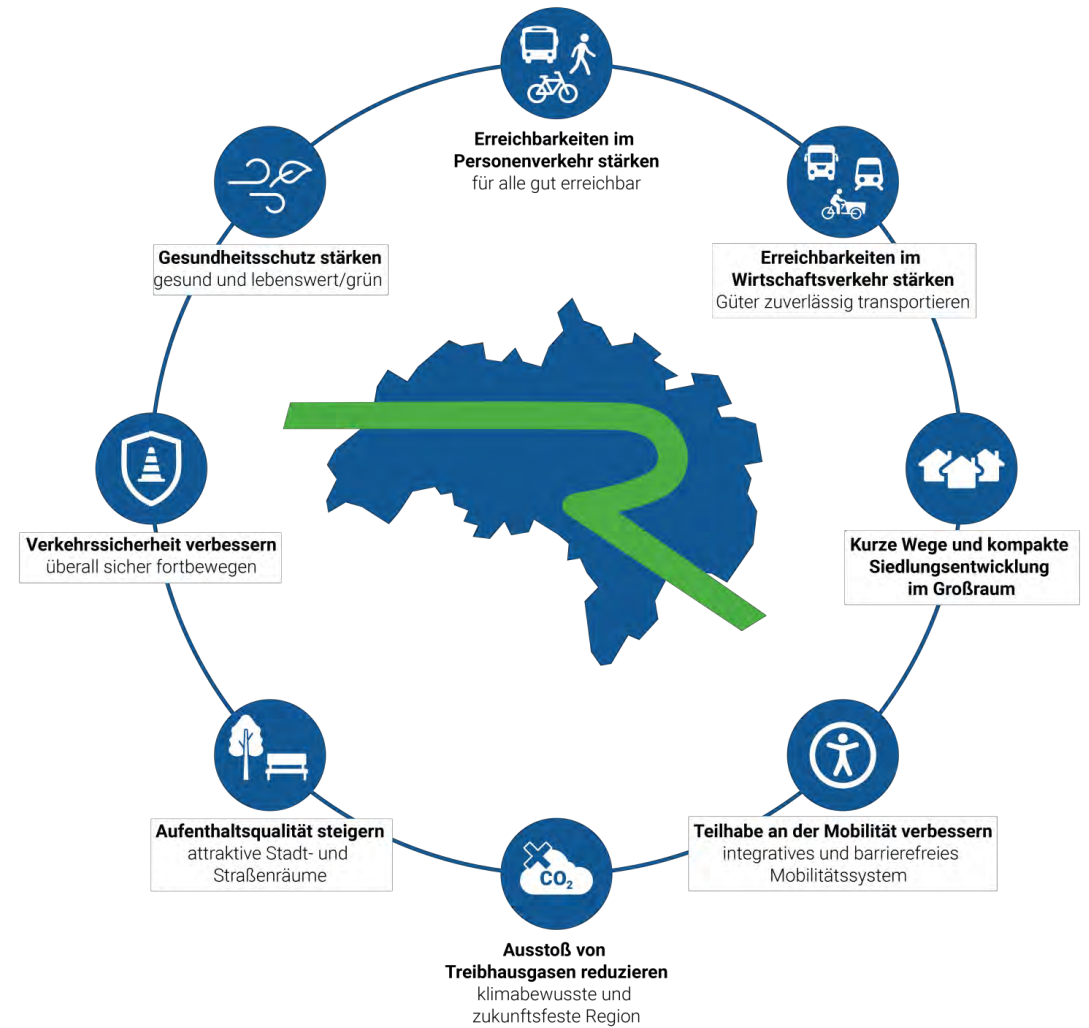 Erreichbarkeiten im
Personenverkehr stärken
für alle gut erreichbar
Erreichbarkeiten im
Wirtschaftsverkehr stärken
Güter zuverlässig transportieren
Kurze Wege und kompakte
Siedlungsentwicklung
im Großraum
Teilhabe an der Mobilität verbessern
integratives und barrierefreies
Mobilitätssystem
CO₂
Ausstoß von
Treibhausgasen reduzieren
klimabewusste und
zukunftsfeste Region
Aufenthaltsqualität steigern
attraktive Stadt- und
Straßenräume
Verkehrssicherheit verbessern
überall sicher fortbewegen
Gesundheitsschutz stärken
gesund und lebenswert/grün